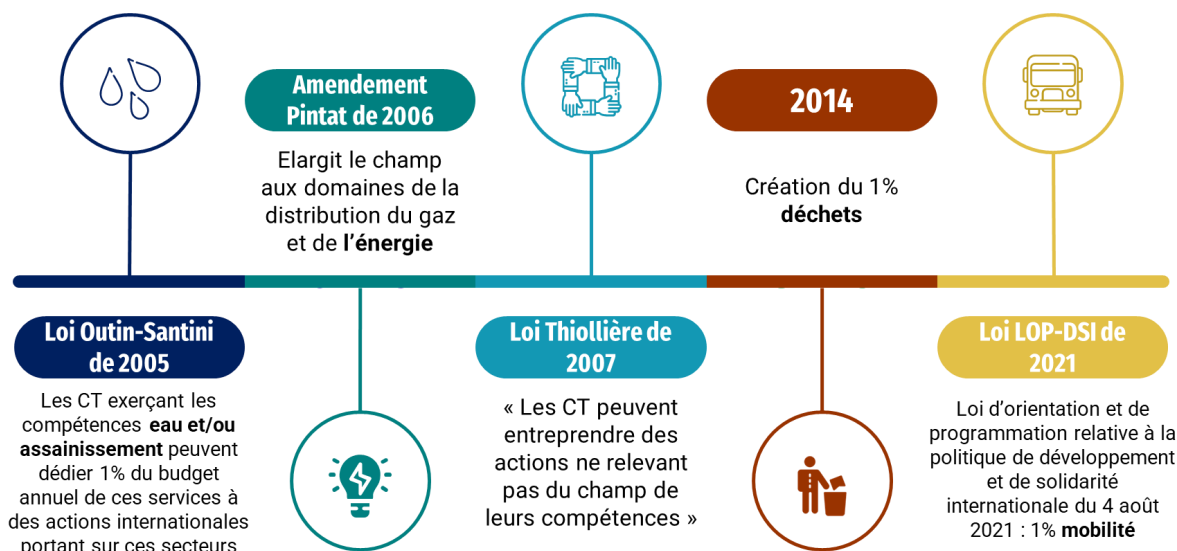 Loi Outin-Santini
de 2005
Les CT exerçant les
compétences eau et/ou
assainissement peuvent
dédier 1% du budget
annuel de ces services à
des actions internationales
portant sur ces secteurs
Amendement
Pintat de 2006
Elargit le champ
aux domaines de la
distribution du gaz
et de l’énergie
Loi Thiollière de
2007
« Les CT peuvent
entreprendre des
actions ne relevant
pas du champ de
leurs compétences »
2014
Création du 1%
déchets
Loi LOP-DSI de
2021
Loi d’orientation et de
programmation relative à la
politique de développement
et de solidarité
internationale du 4 août
2021 : 1% mobilité